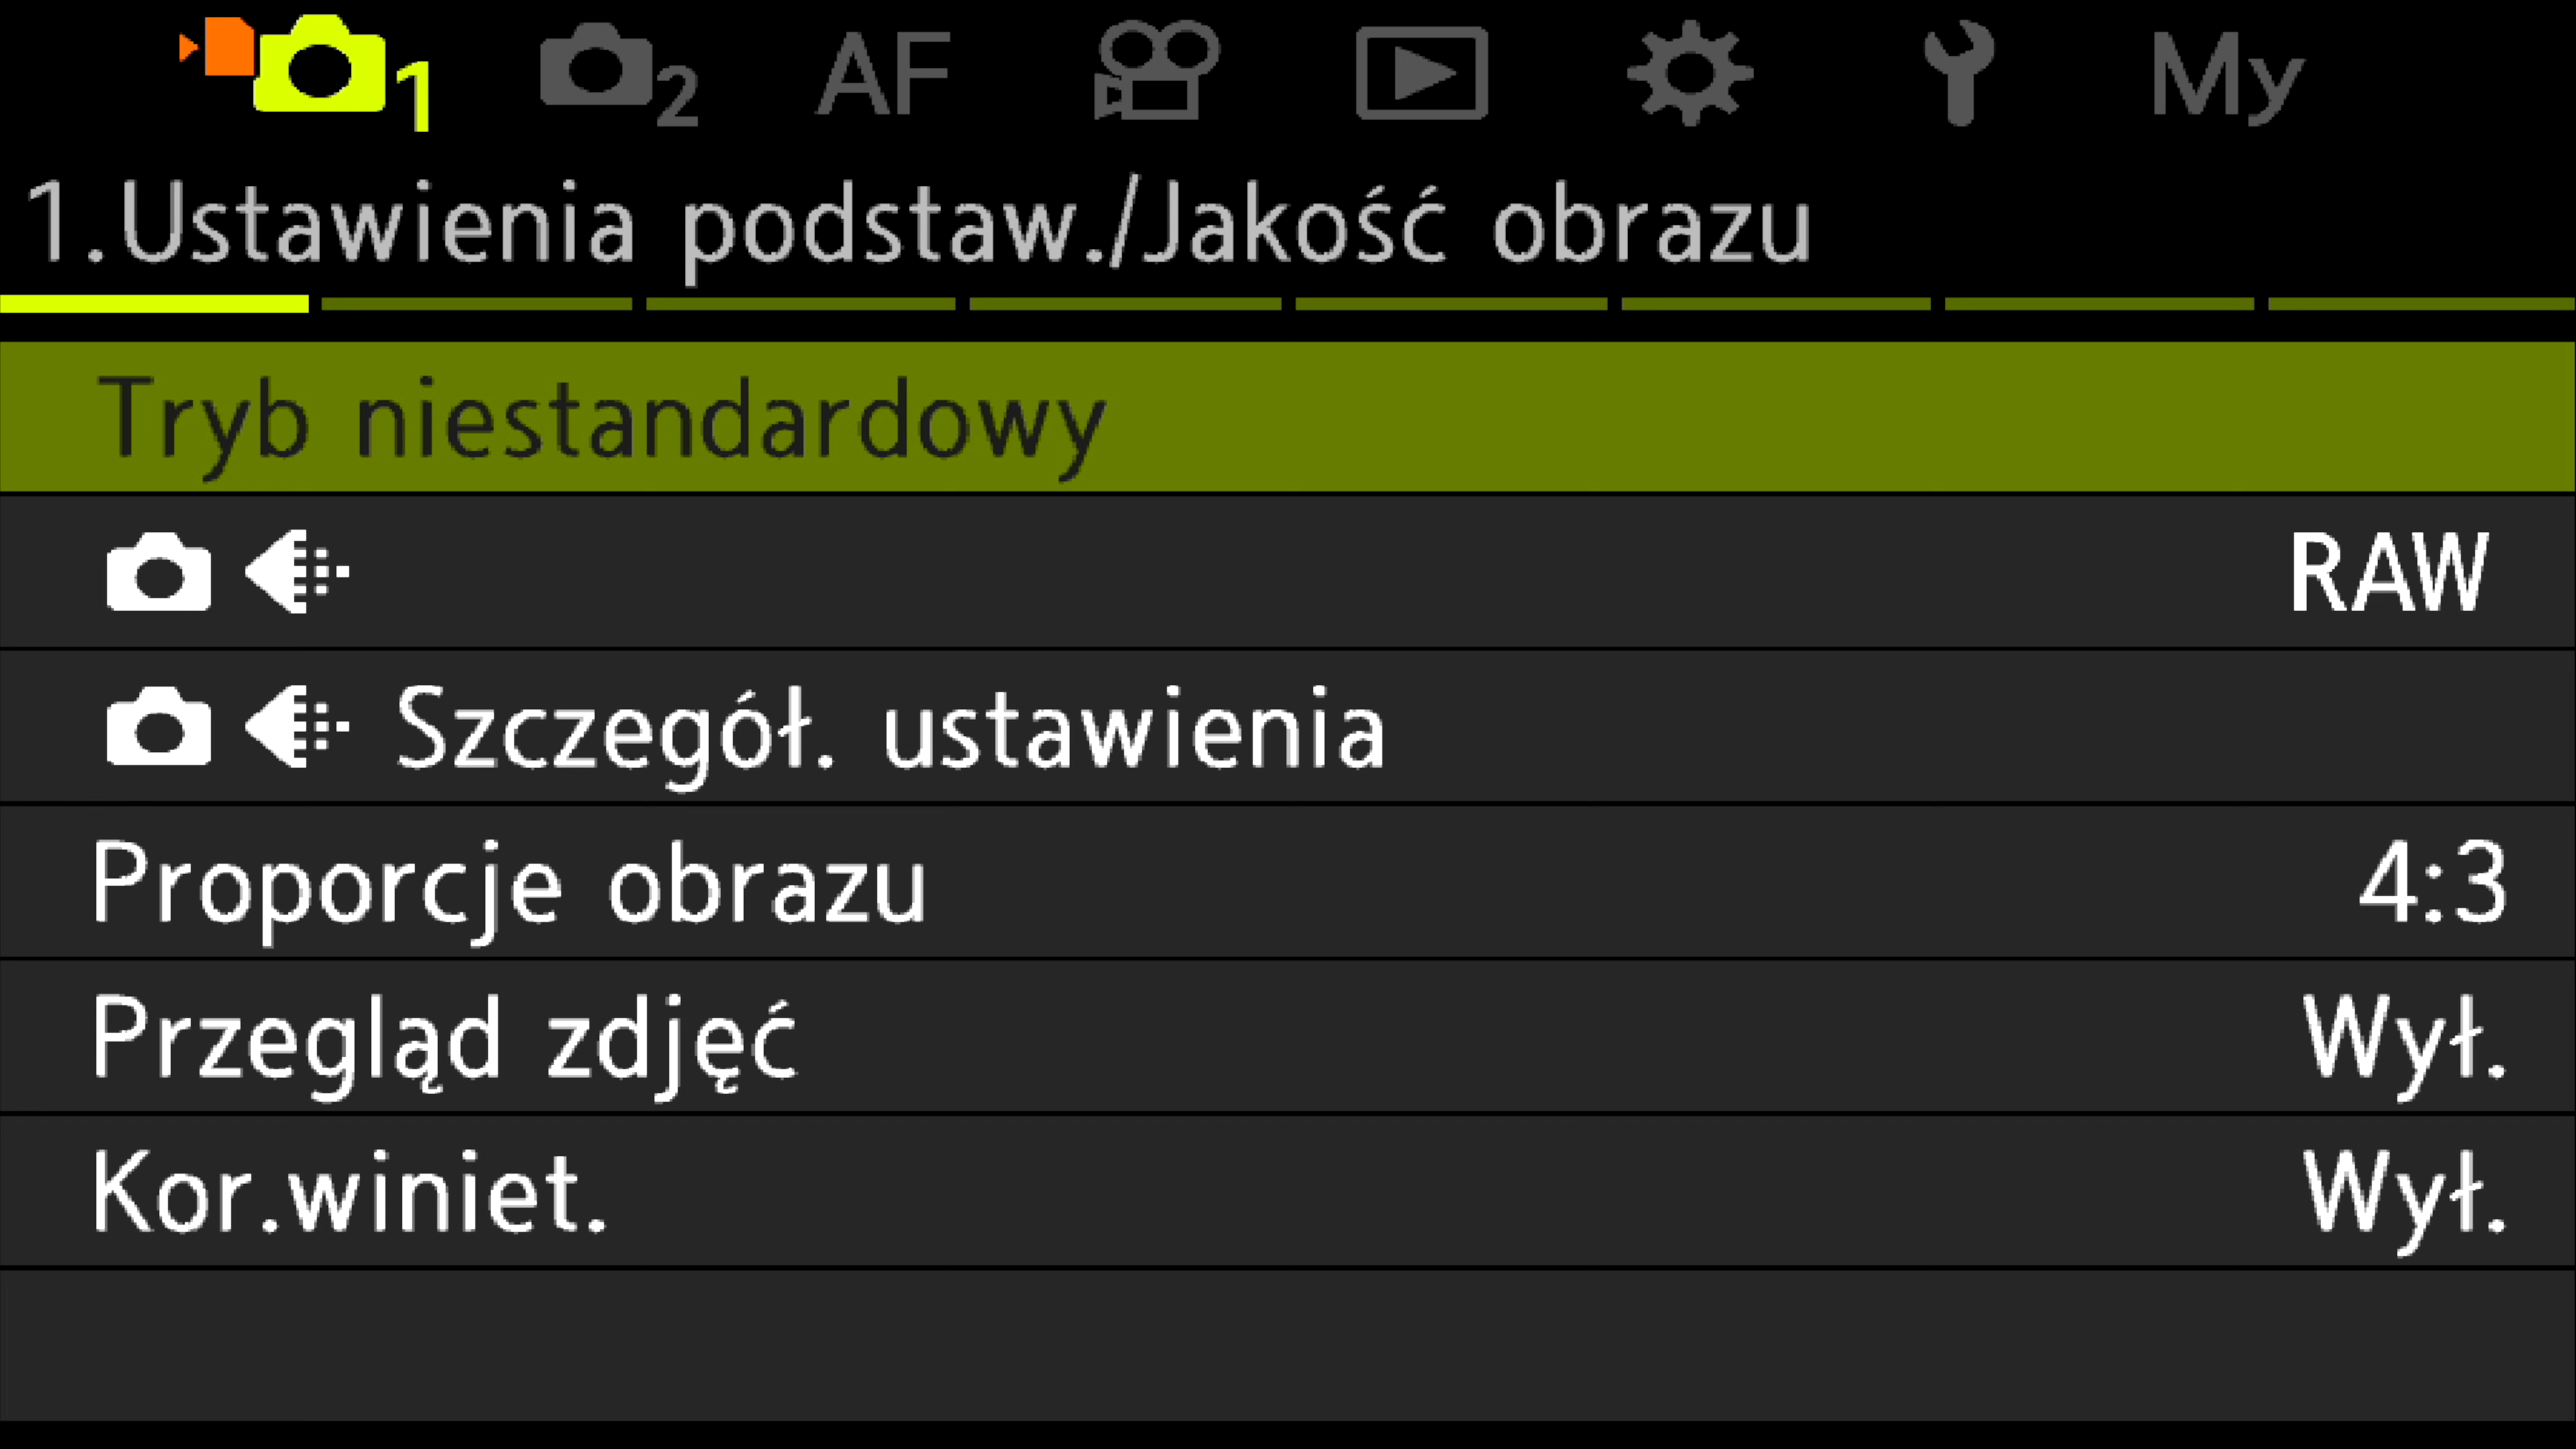 1 2 AF My
1.Ustawienia podstaw./Jakość obrazu
Tryb niestandardowy
RAW
Szczegół. ustawienia
Proporcje obrazu 4:3
Przegląd zdjęć Wył.
Kor.winiet. Wył.